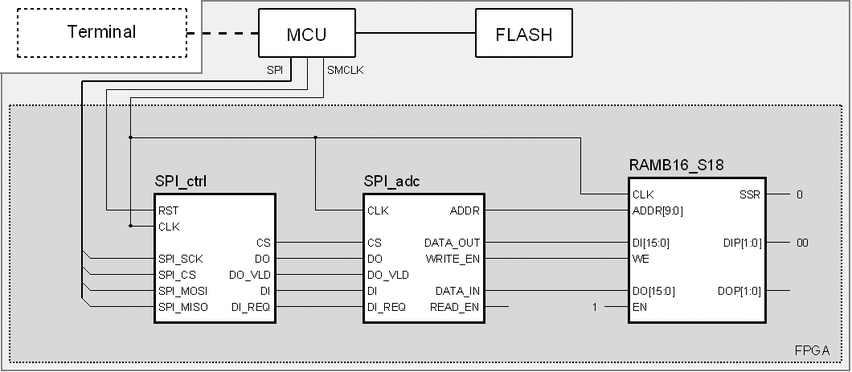 Terminal
MCU
FLASH
SPI
SMCLK
SPI_ctrl
SPI_adc
RAMB16_S18
RST
CLK
CS
SPI_SCK
DO
SPI_CS
DO_VLD
SPI_MOSI
DI
SPI_MISO
DI_REQ
CLK
ADDR
CS
DATA_OUT
DO
WRITE_EN
DO_VLD
DI
DATA_IN
DI_REQ
READ_EN
CLK
SSR
0
ADDR[9:0]
DI[15:0]
DIP[1:0]
00
WE
DO[15:0]
DOP[1:0]
1
EN
FPGA